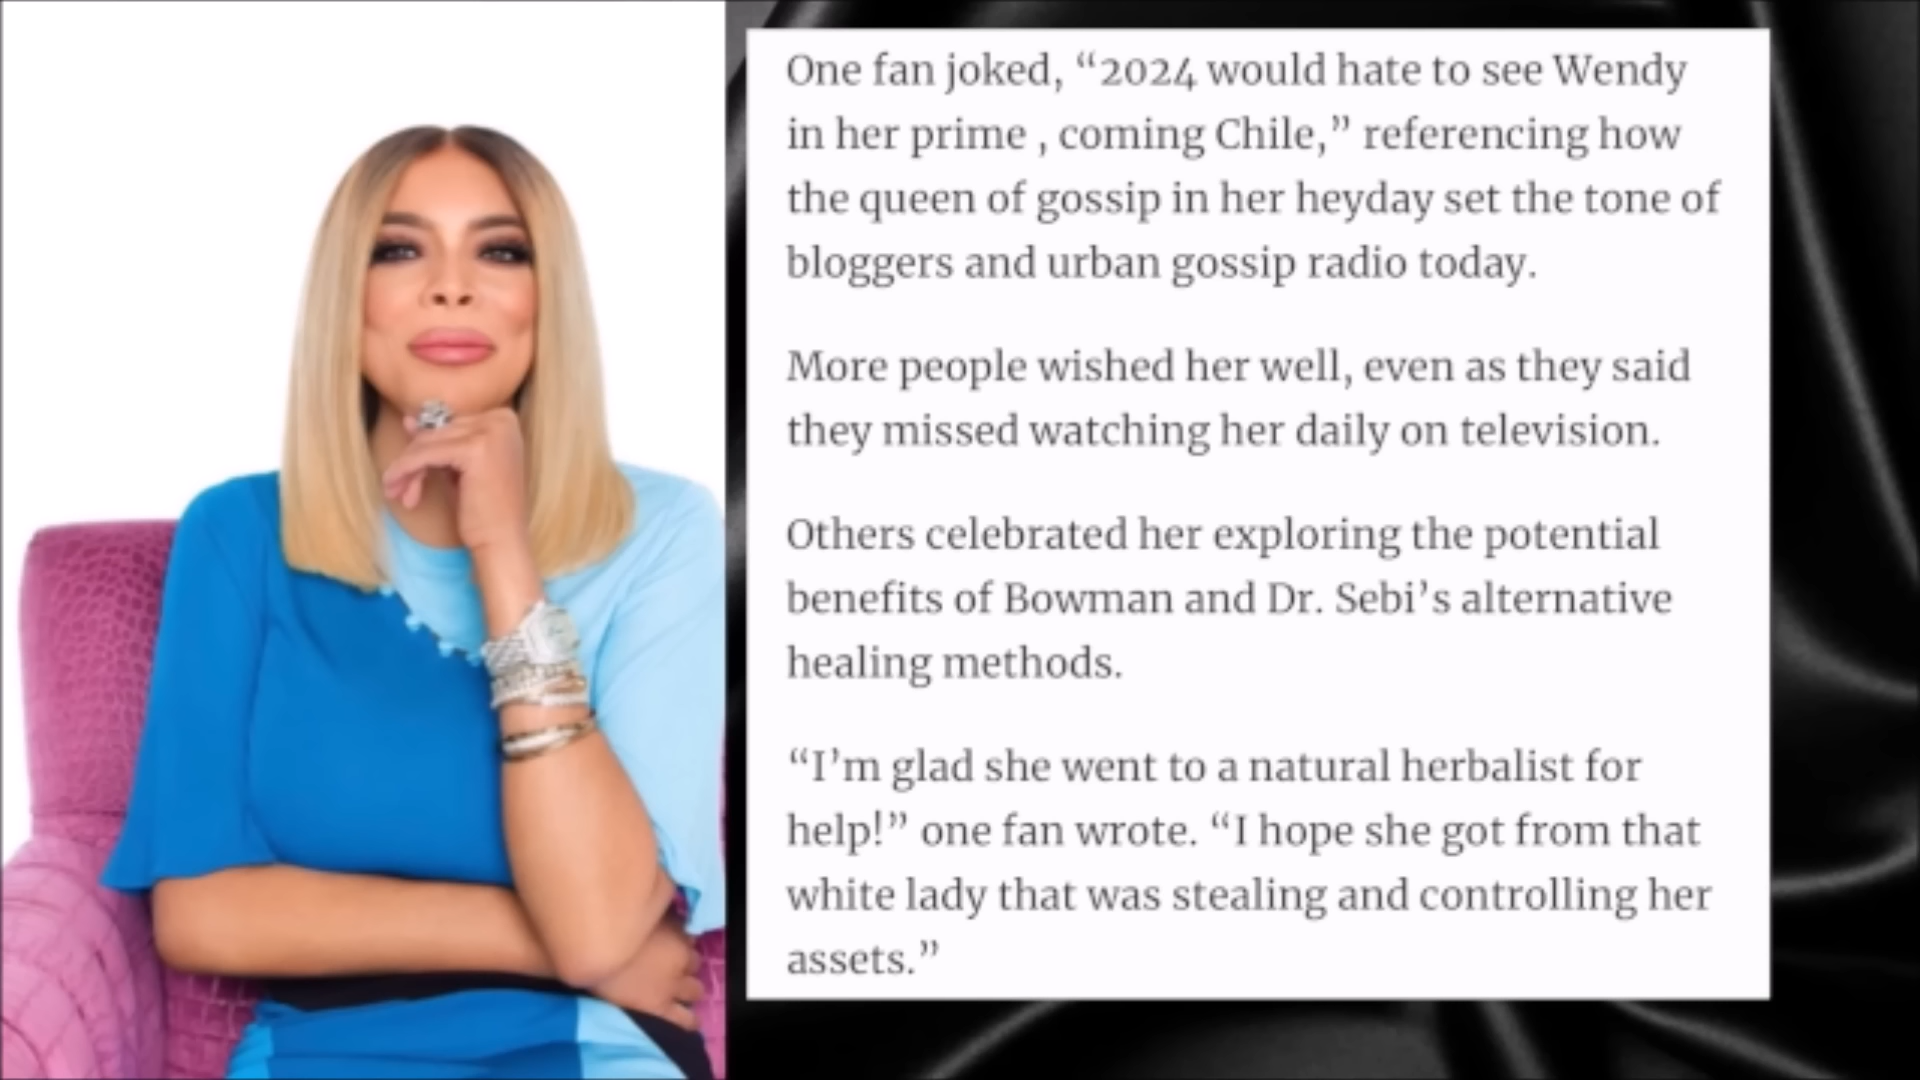 One fan joked, “2024 would hate to see Wendy
in her prime , coming Chile,” referencing how
the queen of gossip in her heyday set the tone of
bloggers and urban gossip radio today.
More people wished her well, even as they said
they missed watching her daily on television.
Others celebrated her exploring the potential
benefits of Bowman and Dr. Sebi’s alternative
healing methods.
“I’m glad she went to a natural herbalist for
help!” one fan wrote. “I hope she got from that
white lady that was stealing and controlling her
assets.”